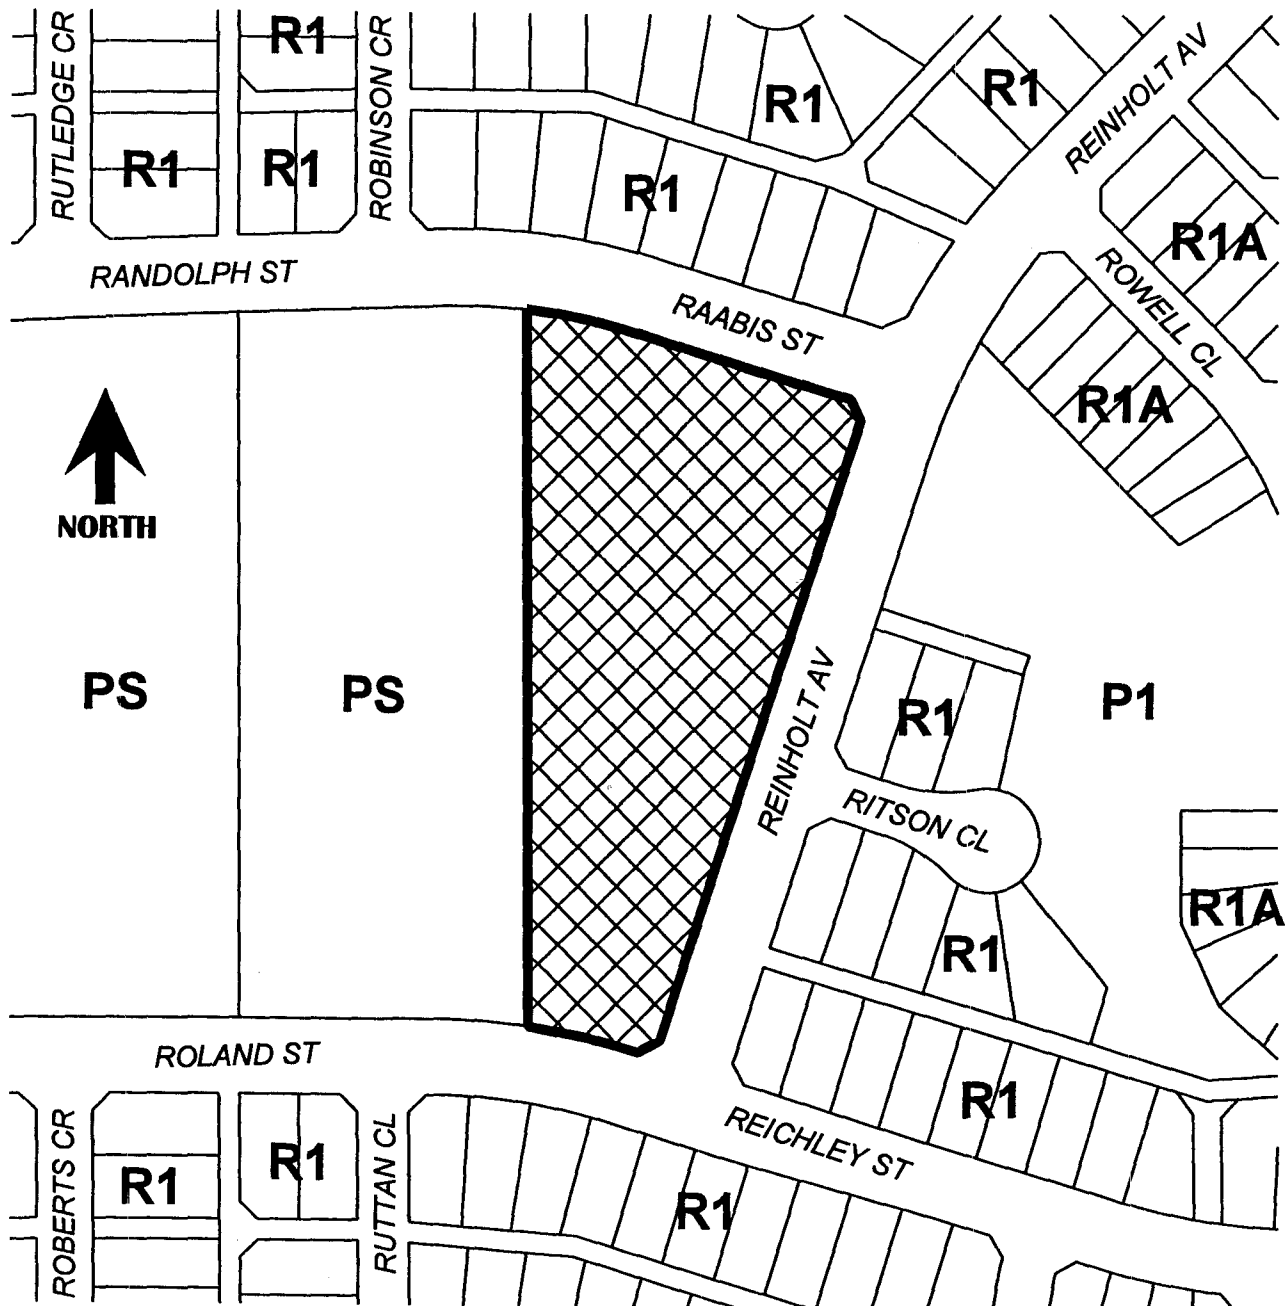 RUTLEDGE CR
R1
ROBINSON CR
R1
R1
REINHOLT AV
R1
R1
R1
R1A
RANDOLPH ST
RAABIS ST
ROWELL CL
R1A
NORTH
PS
PS
REINHOLT AV
R1
P1
RITSON CL
R1A
R1
ROLAND ST
ROBERTS CR
R1
R1
RUTTAN CL
REICHLEY ST
R1
R1